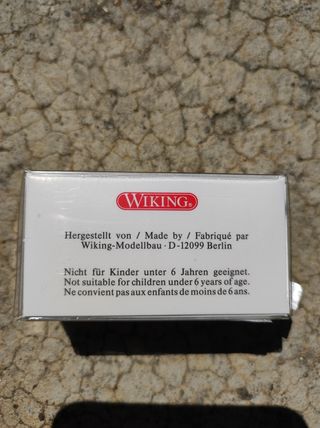 WIKING®
Hergestellt von / Made by / Fabriqué par
Wiking-Modellbau · D-12099 Berlin
Nicht für Kinder unter 6 Jahren geeignet.
Not suitable for children under 6 years of age.
Ne convient pas aux enfants de moins de 6 ans.